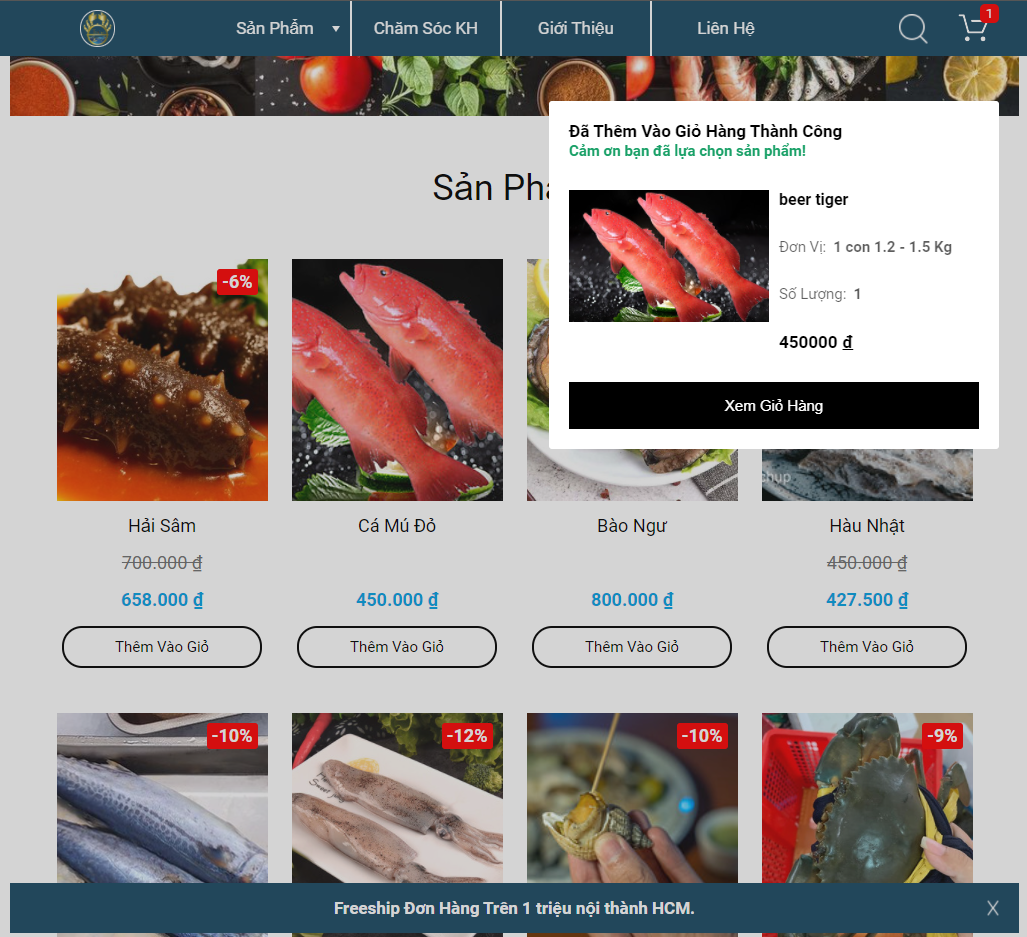 Sản Phẩm ▾
Chăm Sóc KH
Giới Thiệu
Liên Hệ
1
Đã Thêm Vào Giỏ Hàng Thành Công
Cảm ơn bạn đã lựa chọn sản phẩm!
beer tiger
Đơn Vị: 1 con 1.2 - 1.5 Kg
Số Lượng: 1
450000 ₫
Xem Giỏ Hàng
Sản Ph
-6%
Hải Sâm
700.000 ₫
658.000 ₫
Thêm Vào Giỏ
Cá Mú Đỏ
450.000 ₫
Thêm Vào Giỏ
Bào Ngư
800.000 ₫
Thêm Vào Giỏ
Hàu Nhật
450.000 ₫
427.500 ₫
Thêm Vào Giỏ
-10%
-12%
-10%
-9%
Freeship Đơn Hàng Trên 1 triệu nội thành HCM.
X